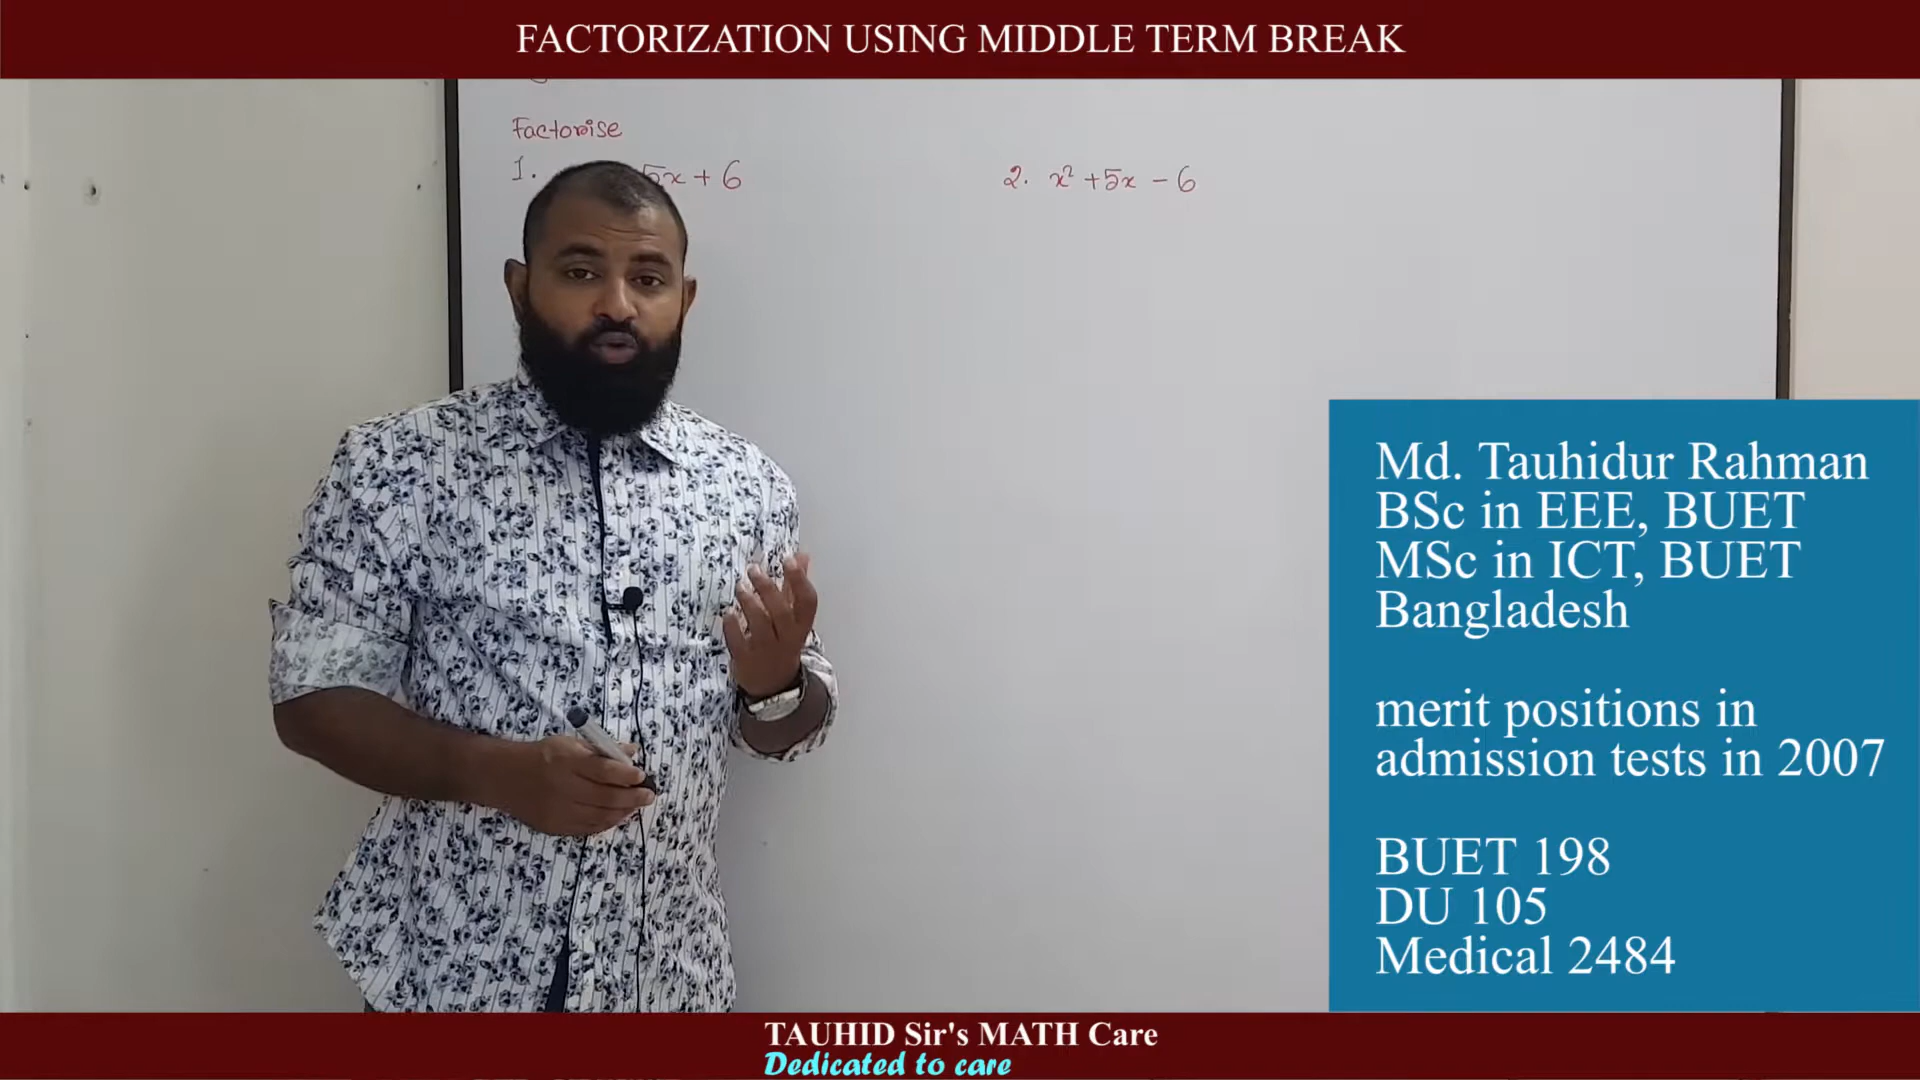 FACTORIZATION USING MIDDLE TERM BREAK
Factorise
1. 5x + 6
2. x² + 5x - 6
Md. Tauhidur Rahman
BSc in EEE, BUET
MSc in ICT, BUET
Bangladesh
merit positions in
admission tests in 2007
BUET 198
DU 105
Medical 2484
TAUHID Sir's MATH Care
Dedicated to care